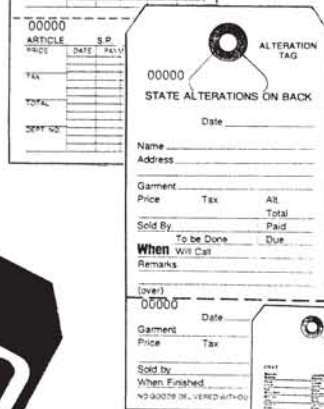 00000
ARTICLE S.P.
PRICE DATE
TAX
TOTAL
DEPT NO.
ALTERATION
TAG
00000
STATE ALTERATIONS ON BACK
Date
Name
Address
Garment
Price Tax Alt.
Total
Sold By Paid
To be Done Due
When Will Call
Remarks
(over)
00000
Date
Garment
Price Tax
Sold by
When Finished
NO GOODS DELIVERED WITHOU